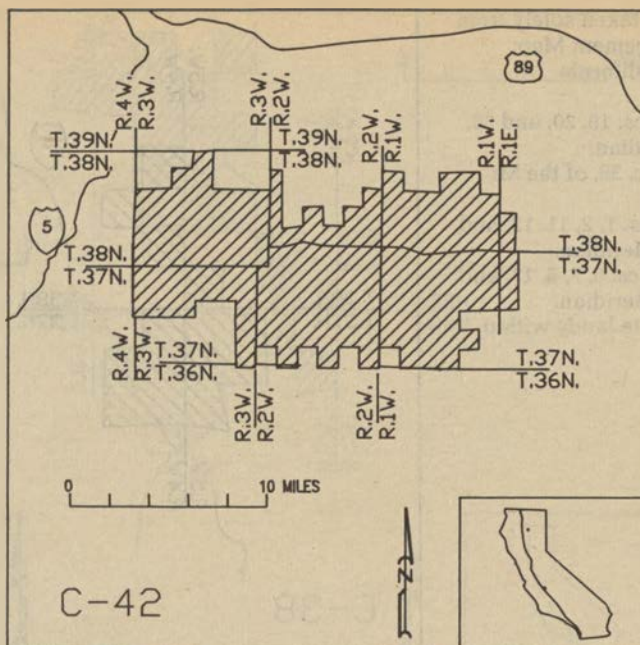 R.4W.
R.3W.
R.3W.
R.2W.
89
R.2W.
R.1W.
R.1W.
R.1E.
T.39N.
T.38N.
T.39N.
T.38N.
5
T.38N.
T.37N.
T.38N.
T.37N.
R.4W.
R.3W.
T.37N.
T.36N.
T.37N.
T.36N.
R.3W.
R.2W.
R.2W.
R.1W.
0 10 MILES
C-42
N